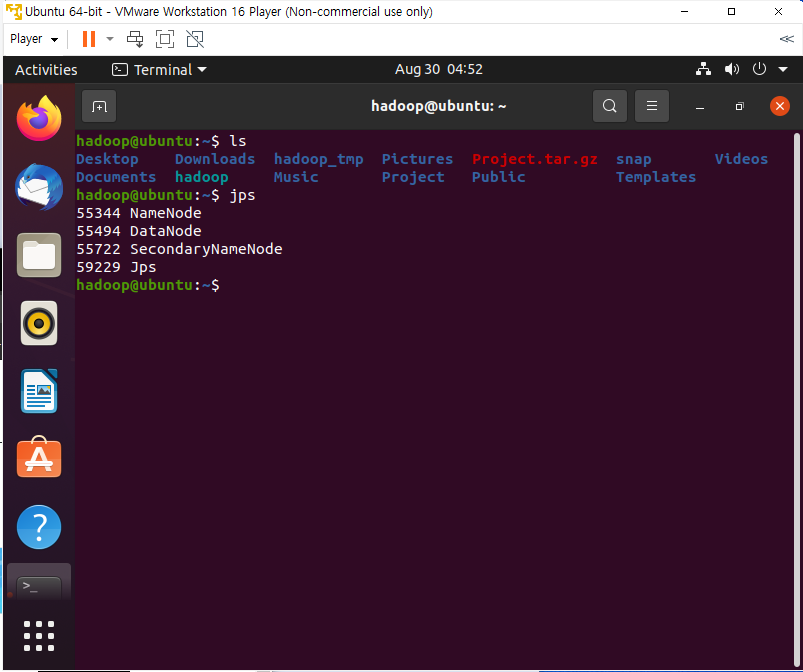 Ubuntu 64-bit - VMware Workstation 16 Player (Non-commercial use only)
Player
Activities Terminal Aug 30 04:52
hadoop@ubuntu: ~
hadoop@ubuntu:~$ ls
Desktop Downloads hadoop_tmp Pictures Project.tar.gz snap Videos
Documents hadoop Music Project Public Templates
hadoop@ubuntu:~$ jps
55344 NameNode
55494 DataNode
55722 SecondaryNameNode
59229 Jps
hadoop@ubuntu:~$